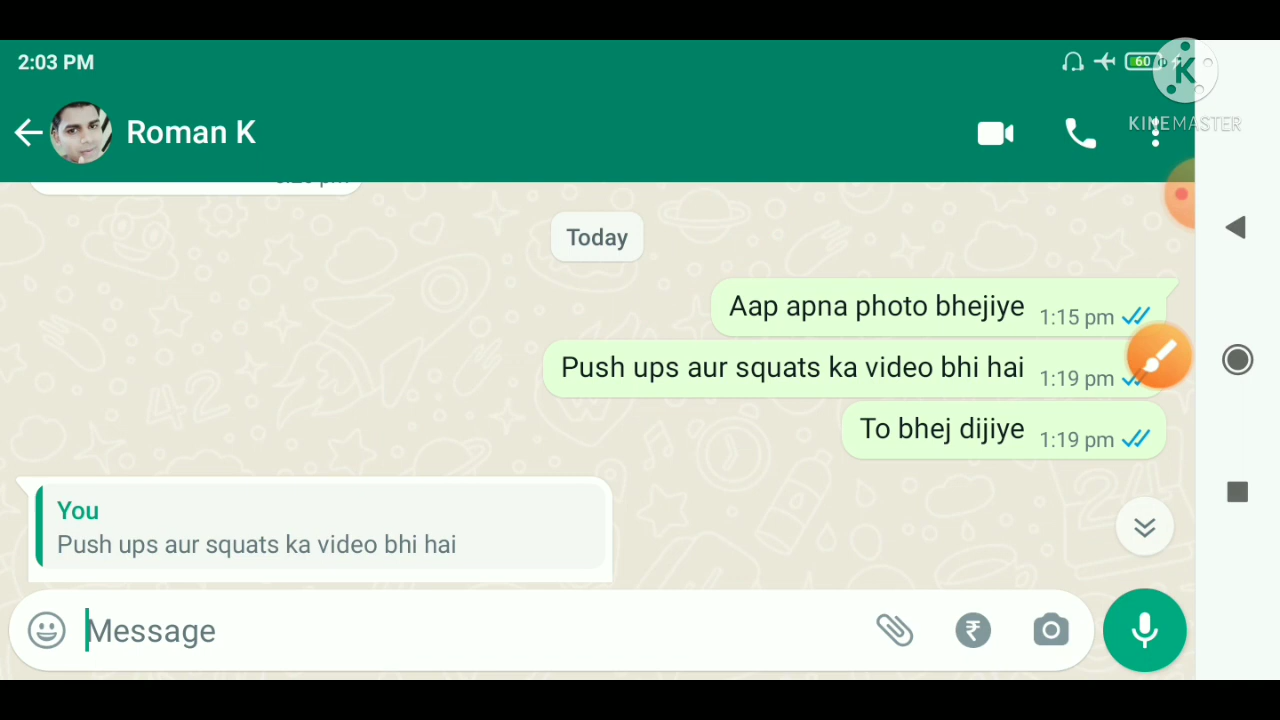 2:03 PM
60
KINEMASTER
Roman K
Today
Aap apna photo bhejiye 1:15 pm
Push ups aur squats ka video bhi hai 1:19 pm
To bhej dijiye 1:19 pm
You
Push ups aur squats ka video bhi hai
Message